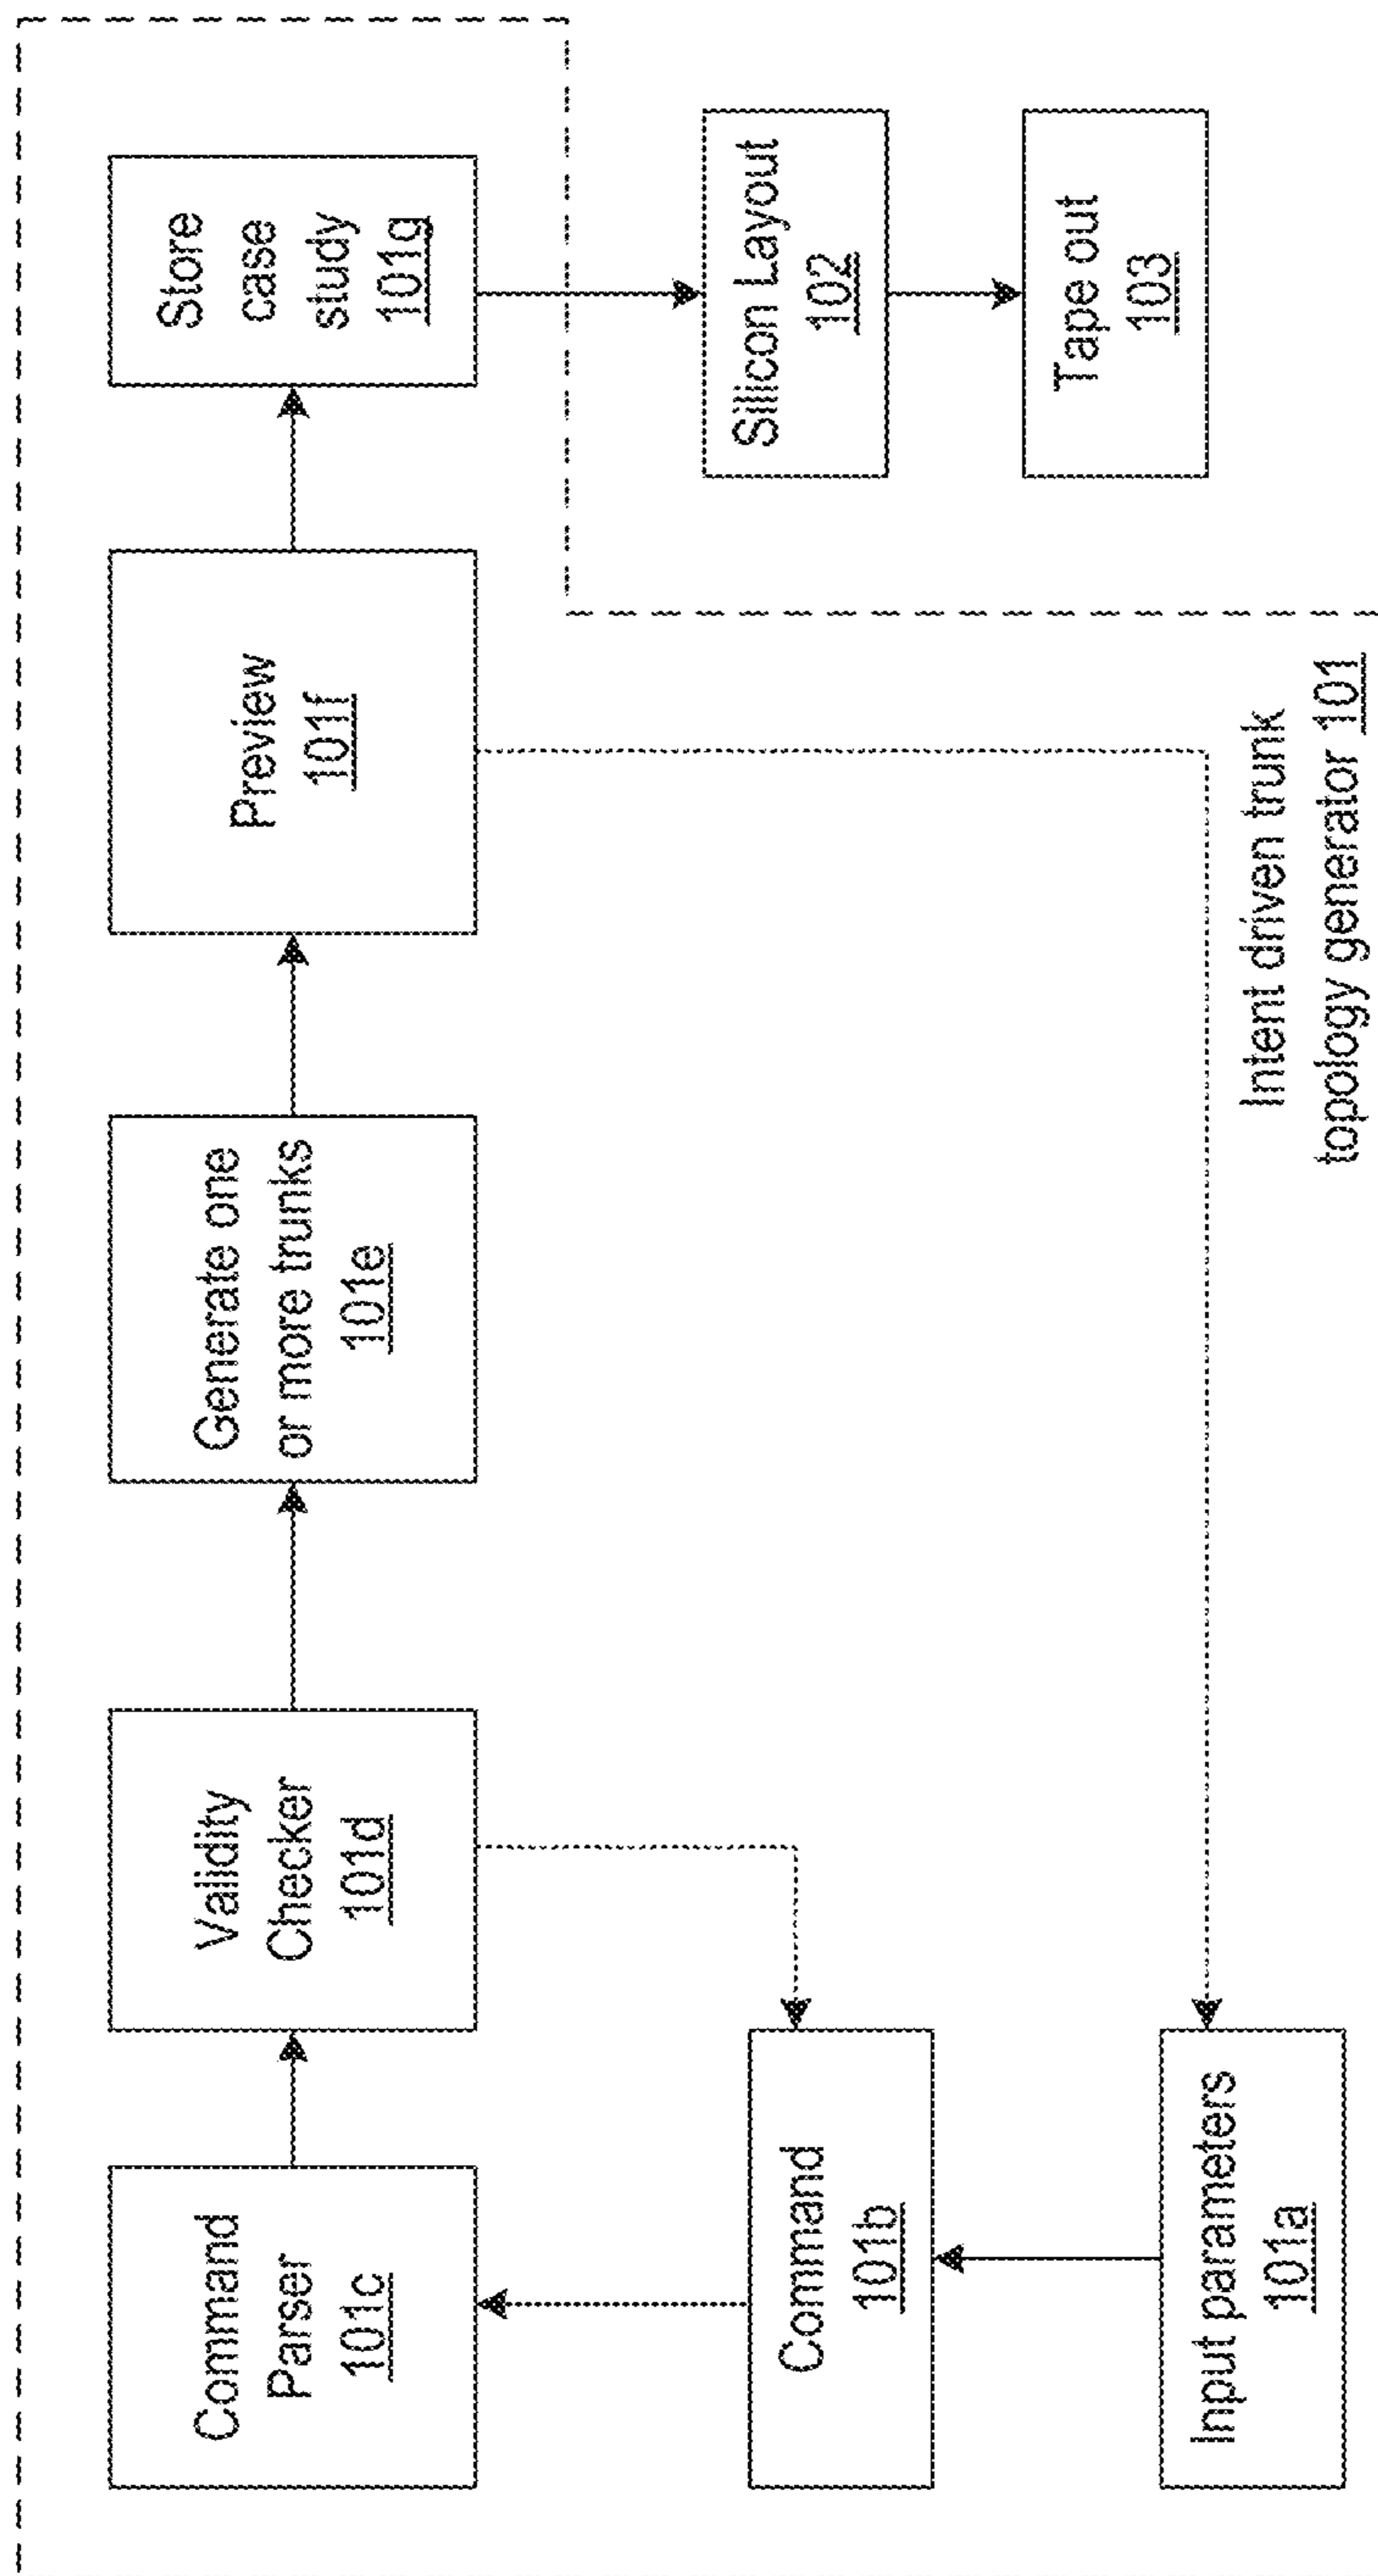 Command
Parser
101c
Validity
Checker
101d
Generate one
or more trunks
101e
Preview
101f
Store
case
study
101g
Command
101b
Silicon Layout
102
Input parameters
101a
Tape out
103
Intent driven trunk
topology generator 101